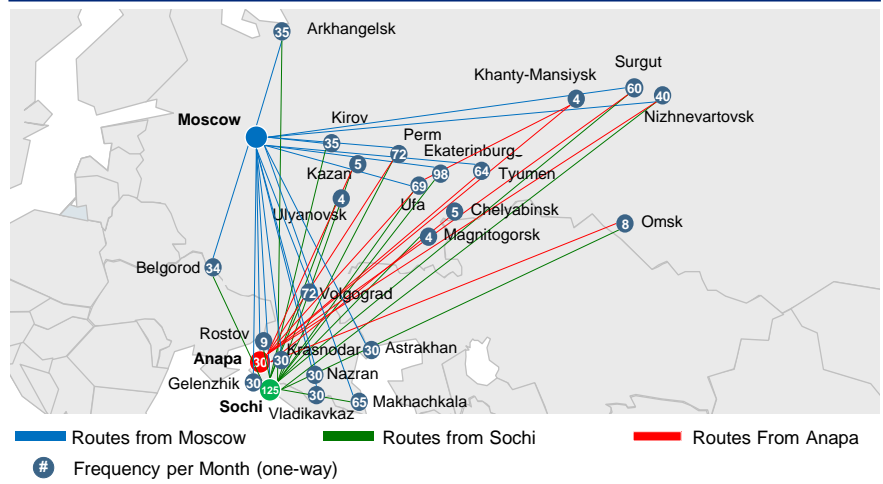 35 Arkhangelsk
Surgut
Khanty-Mansiysk
60
4
40
Nizhnevartovsk
Moscow
Kirov
35
Perm
72
Ekaterinburg
5
Kazan
98
64
Tyumen
69
Ufa
4
Ulyanovsk
5 Chelyabinsk
4 Magnitogorsk
8 Omsk
Belgorod 34
72 Volgograd
Rostov
9
Anapa 30
30 Krasnodar
30 Astrakhan
Gelenzhik 30
125
Sochi
30 Nazran
30
Vladikavkaz
65 Makhachkala
Routes from Moscow
Routes from Sochi
Routes From Anapa
# Frequency per Month (one-way)